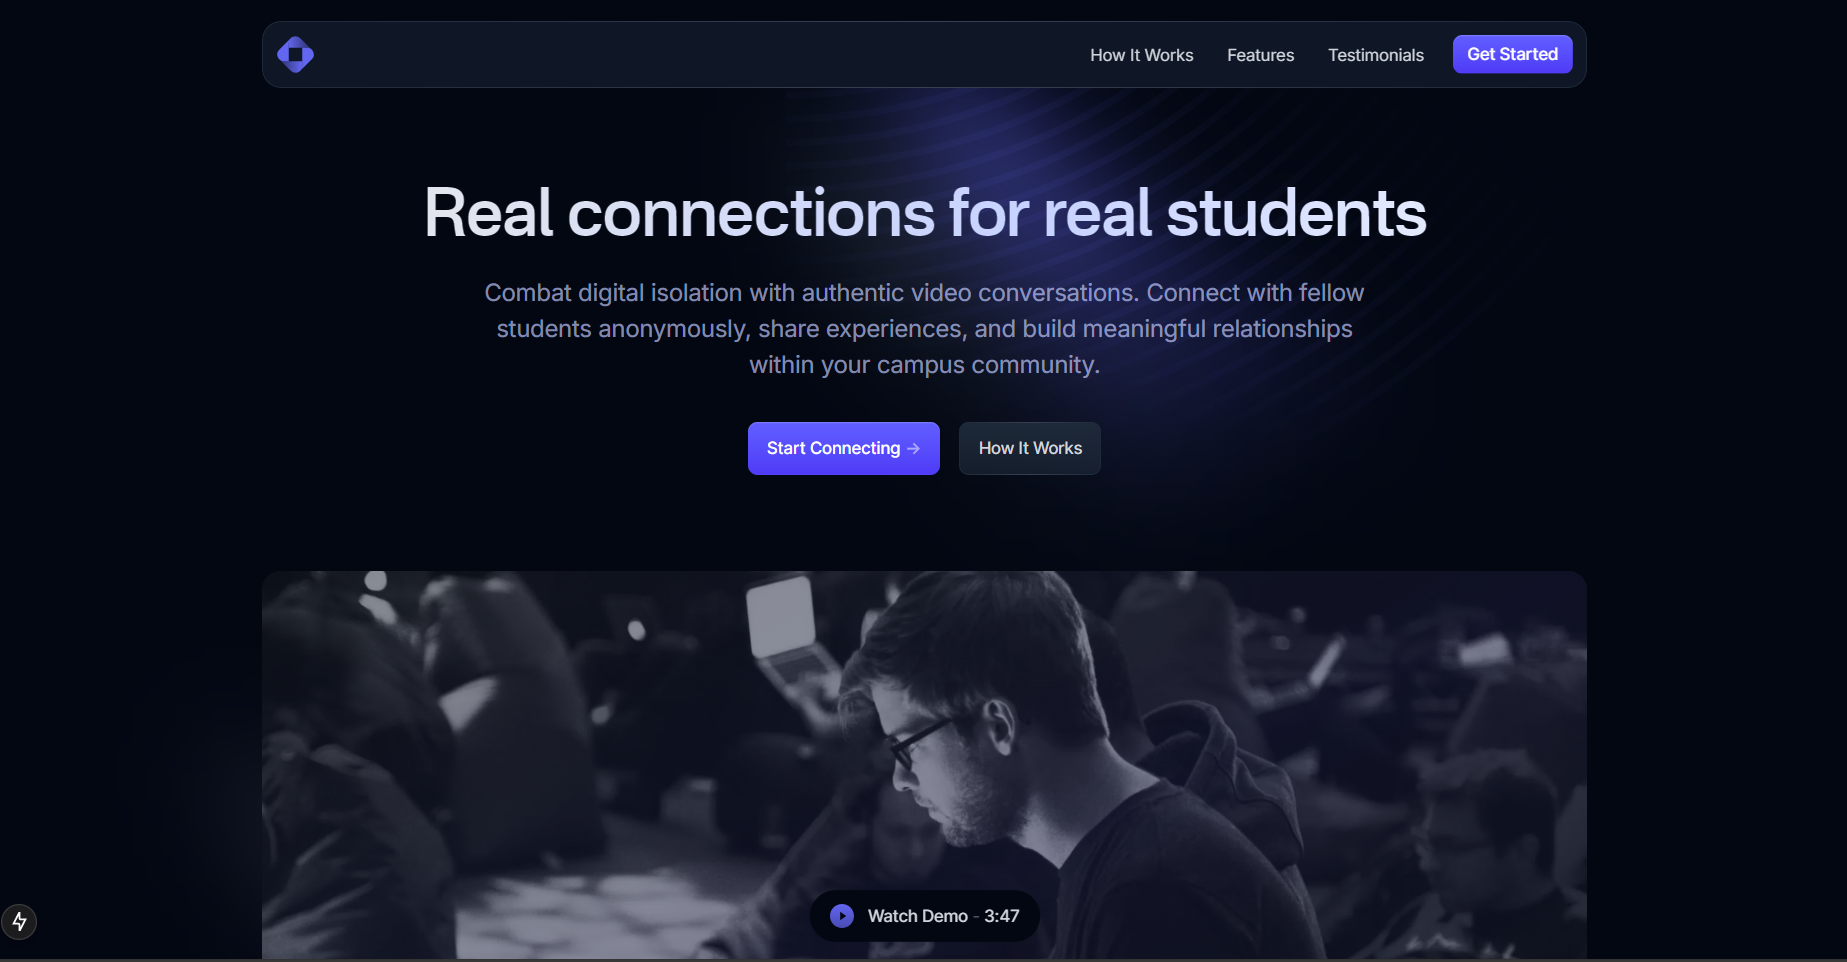 How It Works
Features
Testimonials
Get Started
Real connections for real students
Combat digital isolation with authentic video conversations. Connect with fellow
students anonymously, share experiences, and build meaningful relationships
within your campus community.
Start Connecting →
How It Works
Watch Demo - 3:47